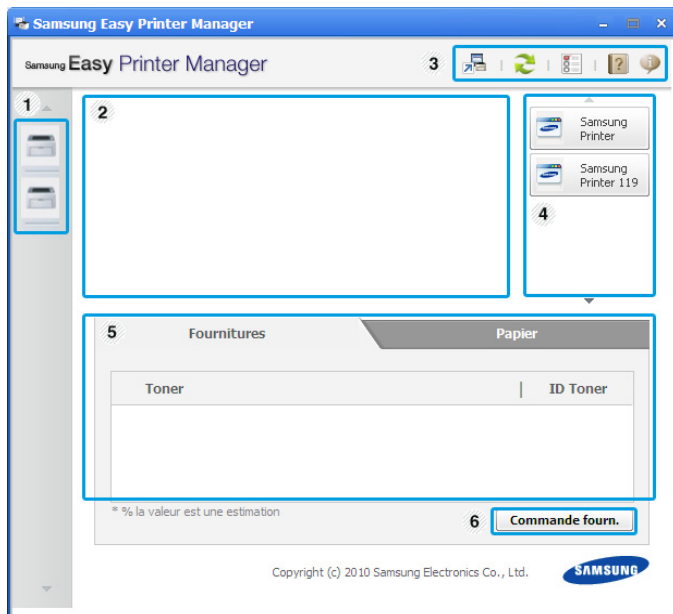 Samsung Easy Printer Manager
Samsung Easy Printer Manager
3
1
2
Samsung
Printer
Samsung
Printer 119
4
5
Fournitures
Papier
Toner
ID Toner
* % la valeur est une estimation
6
Commande fourn.
Copyright (c) 2010 Samsung Electronics Co., Ltd.
SAMSUNG